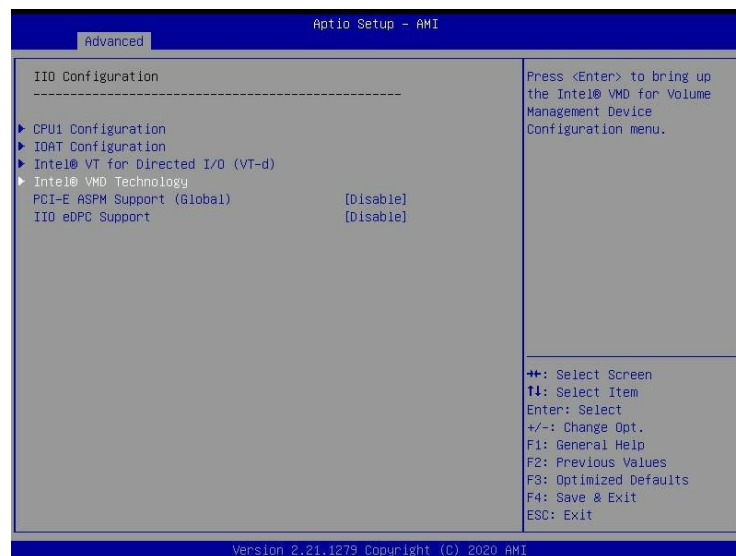 Aptio Setup - AMI
Advanced
IIO Configuration
--------------------------------------------------
CPU1 Configuration
IOAT Configuration
Intel® VT for Directed I/O (VT-d)
Intel® VMD Technology
PCI-E ASPM Support (Global) [Disable]
IIO eDPC Support [Disable]
Press <Enter> to bring up
the Intel® VMD for Volume
Management Device
Configuration menu.
→←: Select Screen
↑↓: Select Item
Enter: Select
+/-: Change Opt.
F1: General Help
F2: Previous Values
F3: Optimized Defaults
F4: Save & Exit
ESC: Exit
Version 2.21.1279 Copyright (C) 2020 AMI